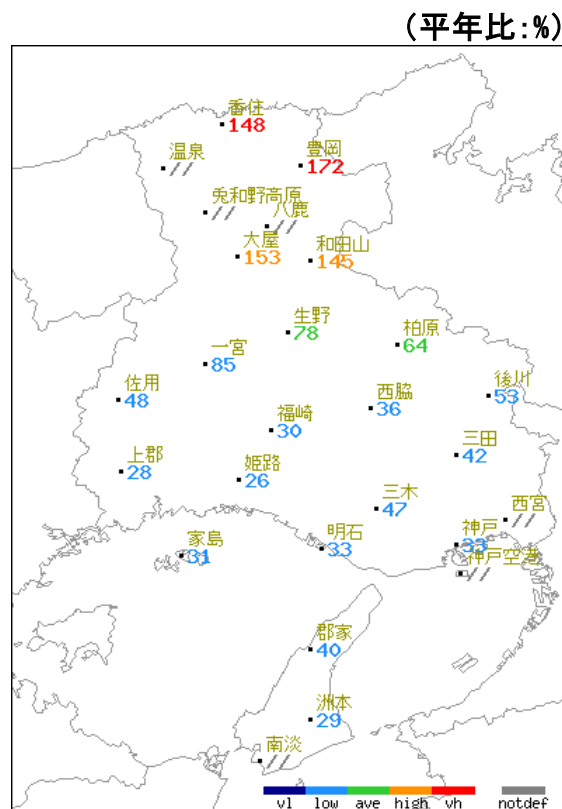 (平年比:%)
香住
148
温泉
//
豊岡
172
兎和野高原
//
八鹿
//
大屋
153
和田山
145
生野
78
柏原
64
一宮
85
佐用
48
後川
53
西脇
36
福崎
30
三田
42
上郡
28
姫路
26
三木
47
西宮
//
明石
33
神戸
33
家島
31
神戸空港
//
郡家
40
洲本
29
南淡
//
vl low ave high vh notdef